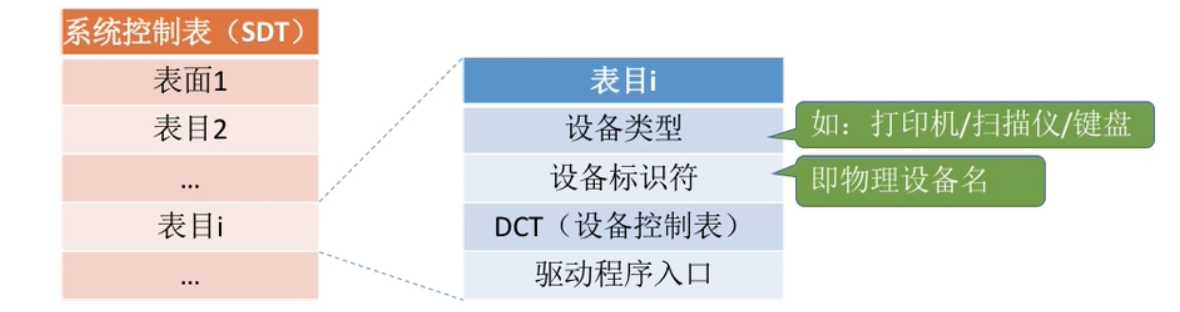 系统控制表（SDT）
表面1
表目2
...
表目i
...
表目i
设备类型
设备标识符
DCT（设备控制表）
驱动程序入口
如：打印机/扫描仪/键盘
即物理设备名